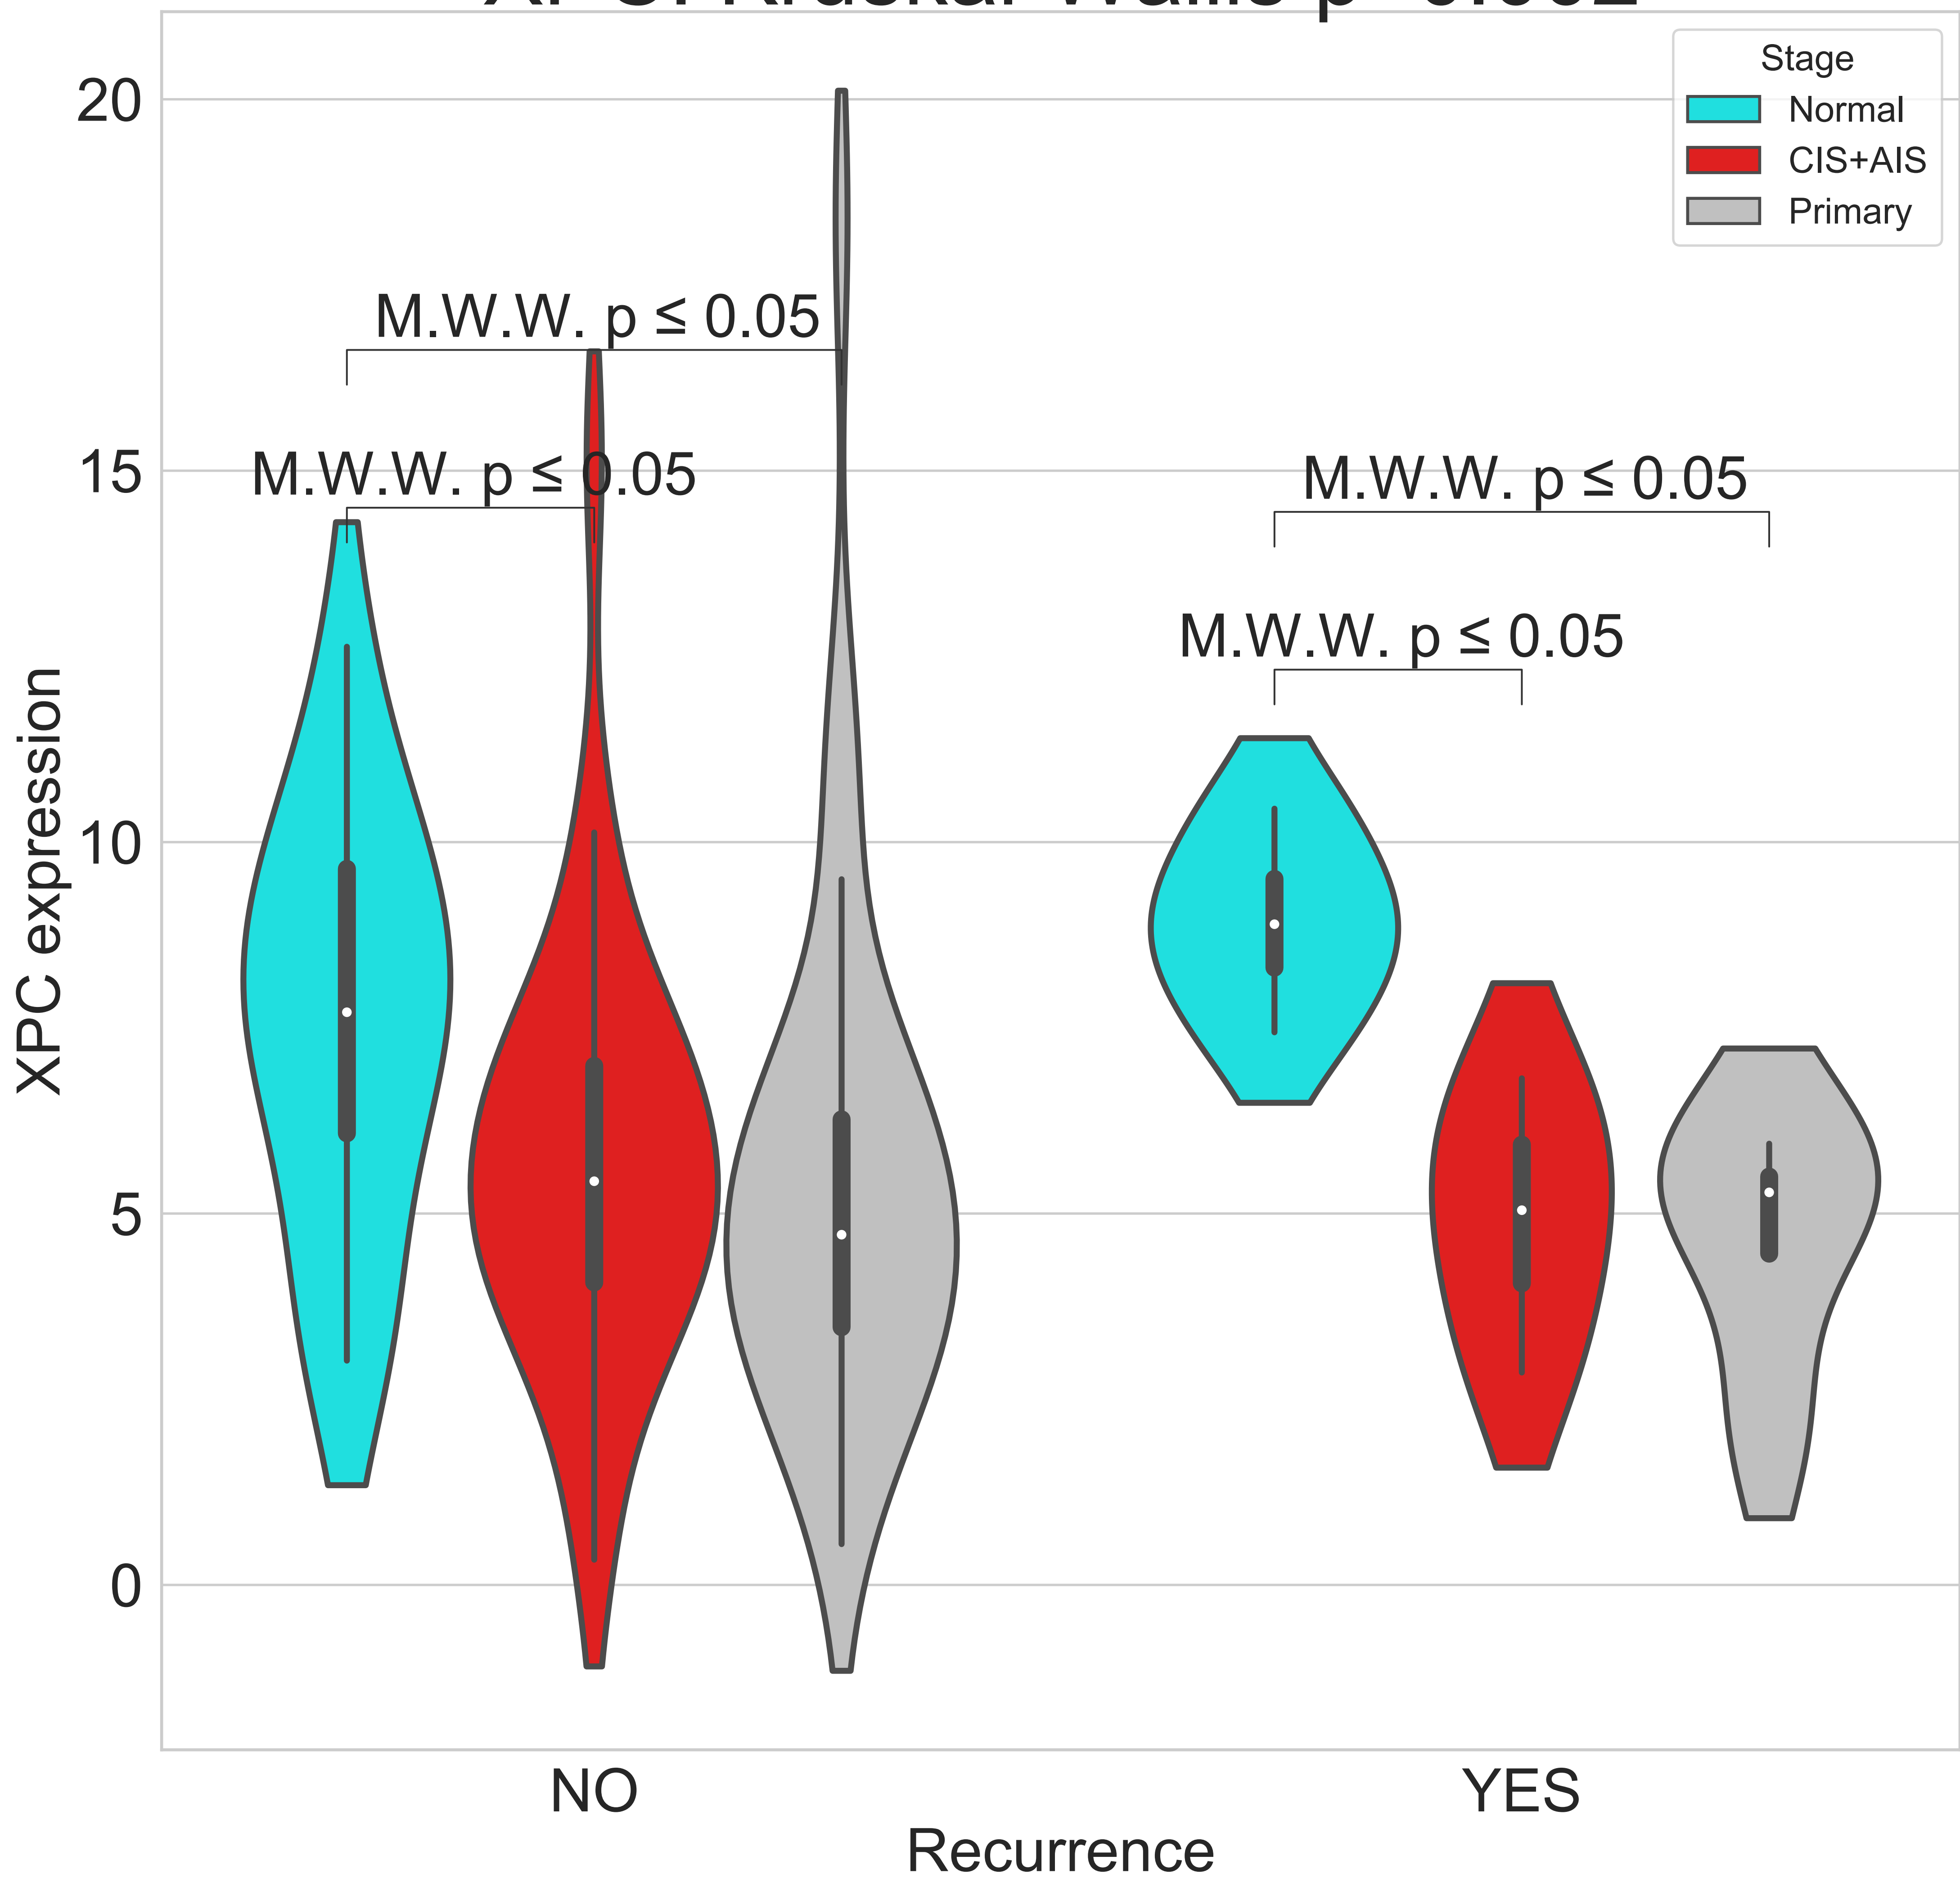 Stage
Normal
CIS+AIS
Primary
20
15
10
5
0
XPC expression
M.W.W. p ≤ 0.05
M.W.W. p ≤ 0.05
M.W.W. p ≤ 0.05
M.W.W. p ≤ 0.05
NO
YES
Recurrence